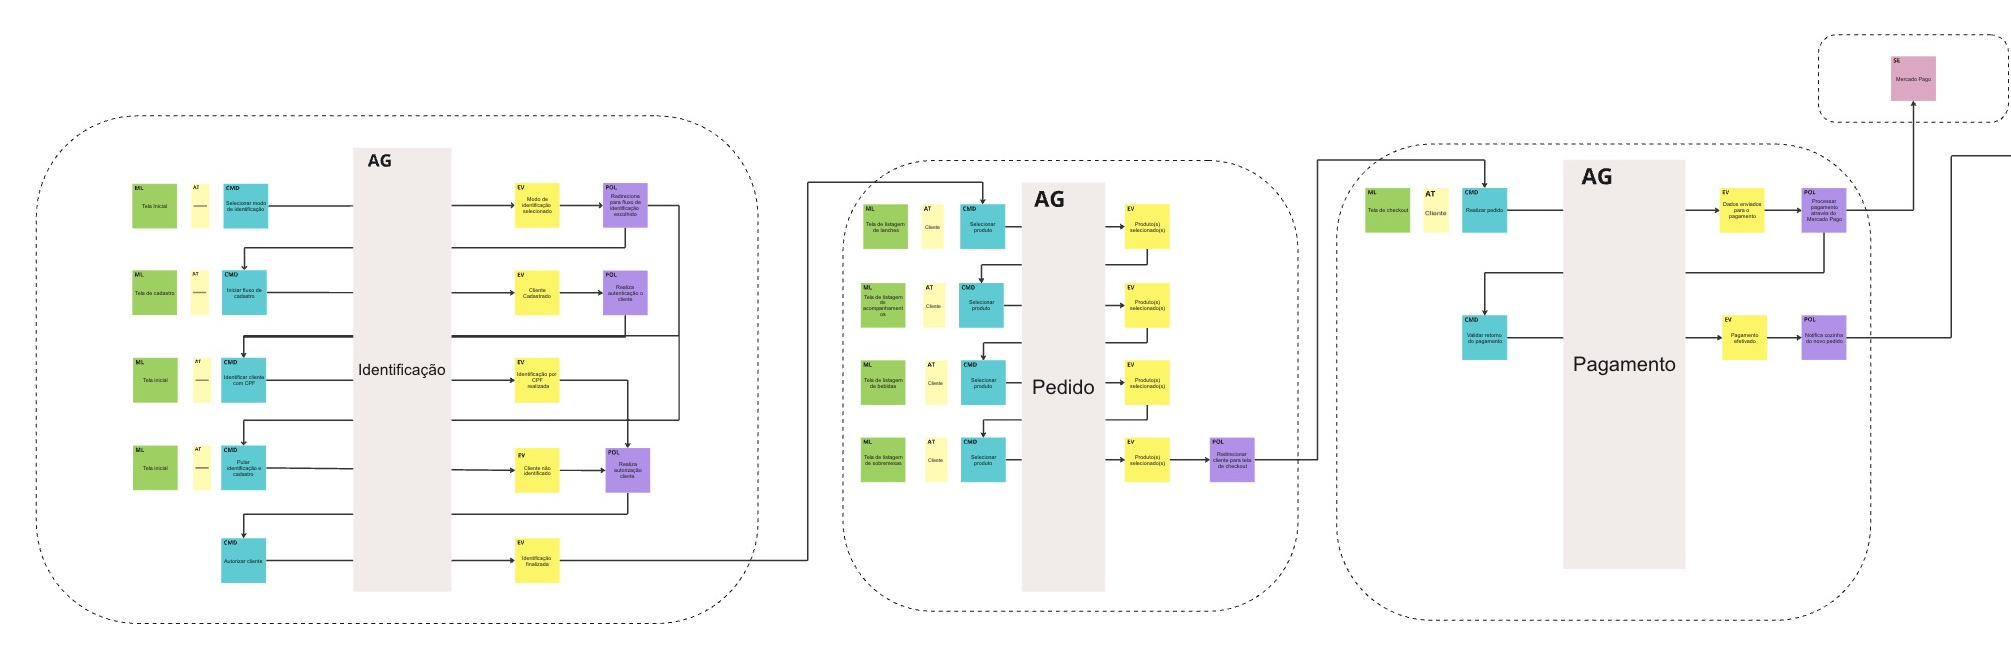 AG
Identificação
ML
Tela Inicial
AT
CMD
Selecionar modo
de identificação
EV
Modo de
identificação
selecionado
POL
Redireciona
para fluxo de
identificação
escolhido
ML
Tela de cadastro
AT
CMD
Iniciar fluxo de
cadastro
EV
Cliente
Cadastrado
POL
Realiza
autenticação o
cliente
ML
Tela inicial
AT
CMD
Identificar cliente
com CPF
EV
Identificação por
CPF
realizada
ML
Tela inicial
AT
CMD
Pular
identificação e
cadastro
EV
Cliente não
identificado
POL
Realiza
autorização
cliente
CMD
Autorizar cliente
EV
Identificação
finalizada
AG
Pedido
ML
Tela de listagem
de lanches
AT
Cliente
CMD
Selecionar
produto
EV
Produto(s)
selecionado(s)
ML
Tela de listagem
de
acompanhament
os
AT
Cliente
CMD
Selecionar
produto
EV
Produto(s)
selecionado(s)
ML
Tela de listagem
de bebidas
AT
Cliente
CMD
Selecionar
produto
EV
Produto(s)
selecionado(s)
ML
Tela de listagem
de sobremesas
AT
Cliente
CMD
Selecionar
produto
EV
Produto(s)
selecionado(s)
POL
Redirecionar
cliente para tela
de checkout
AG
Pagamento
ML
Tela de checkout
AT
Cliente
CMD
Realizar pedido
EV
Dados enviados
para o
pagamento
POL
Processar
pagamento
através do
Mercado Pago
SE
Mercado Pago
CMD
Validar retorno
do pagamento
EV
Pagamento
efetivado
POL
Notifica cozinha
do novo pedido